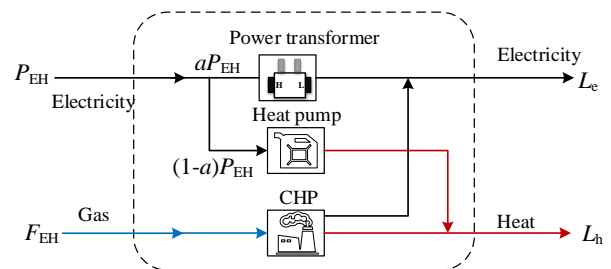 Power transformer
P_EH
aP_EH
Electricity
L_e
Electricity
H L
Heat pump
(1-a)P_EH
CHP
Gas
F_EH
Heat
L_h